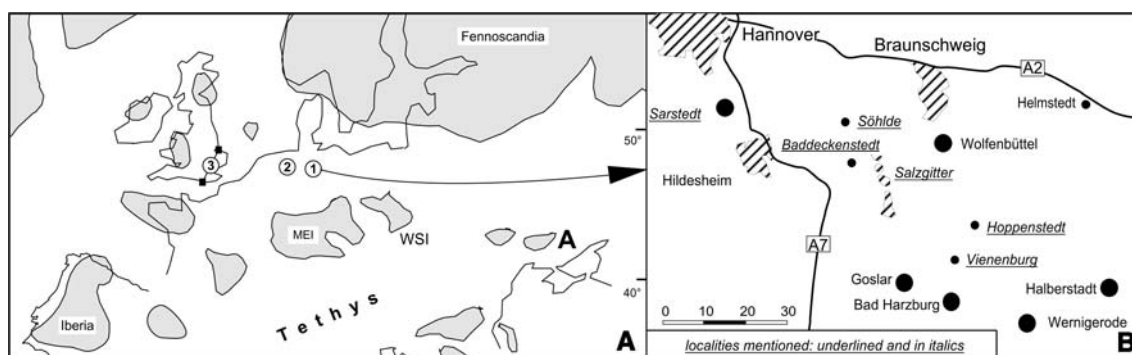 Fennoscandia
50°
3
2
1
MEI
WSI
A
40°
Tethys
Iberia
A
Hannover
Braunschweig
A2
Helmstedt
Sarstedt
Söhlde
Baddeckenstedt
Wolfenbüttel
Hildesheim
Salzgitter
Hoppenstedt
A7
Vienenburg
Goslar
Halberstadt
Bad Harzburg
0 10 20 30
Wernigerode
localities mentioned: underlined and in italics
B